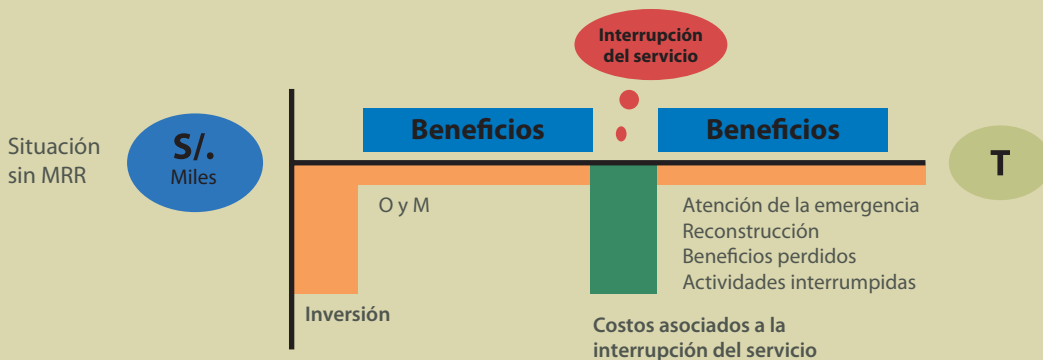 Interrupción
del servicio
Beneficios
Beneficios
Situación
sin MRR
S/.
Miles
T
O y M
Atención de la emergencia
Reconstrucción
Beneficios perdidos
Actividades interrumpidas
Inversión
Costos asociados a la
interrupción del servicio